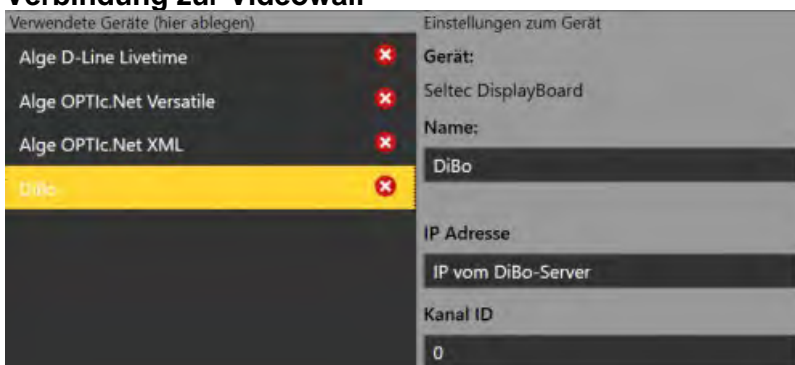 Verbindung zur Videowall
Verwendete Geräte (hier ablegen)
Alge D-Line Livetime
Alge OPTIc.Net Versatile
Alge OPTIc.Net XML
DiBo
Einstellungen zum Gerät
Gerät:
Seltec DisplayBoard
Name:
DiBo
IP Adresse
IP vom DiBo-Server
Kanal ID
0